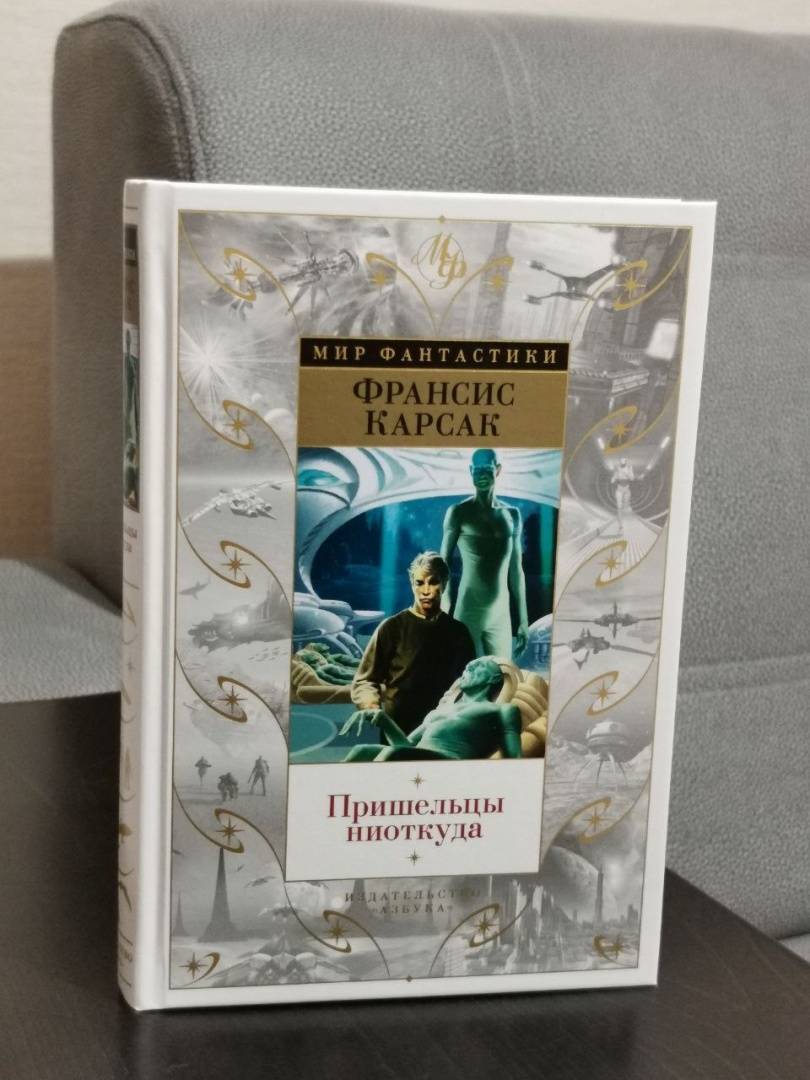 МФ
МИР ФАНТАСТИКИ
ФРАНСИС
КАРСАК
Пришельцы
ниоткуда
ИЗДАТЕЛЬСТВО
«АЗБУКА»